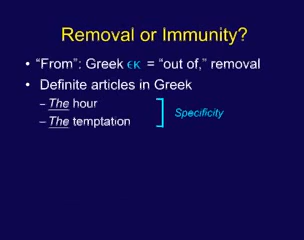 Removal or Immunity?
• “From”: Greek ϵκ = “out of,” removal
• Definite articles in Greek
– The hour
– The temptation
Specificity